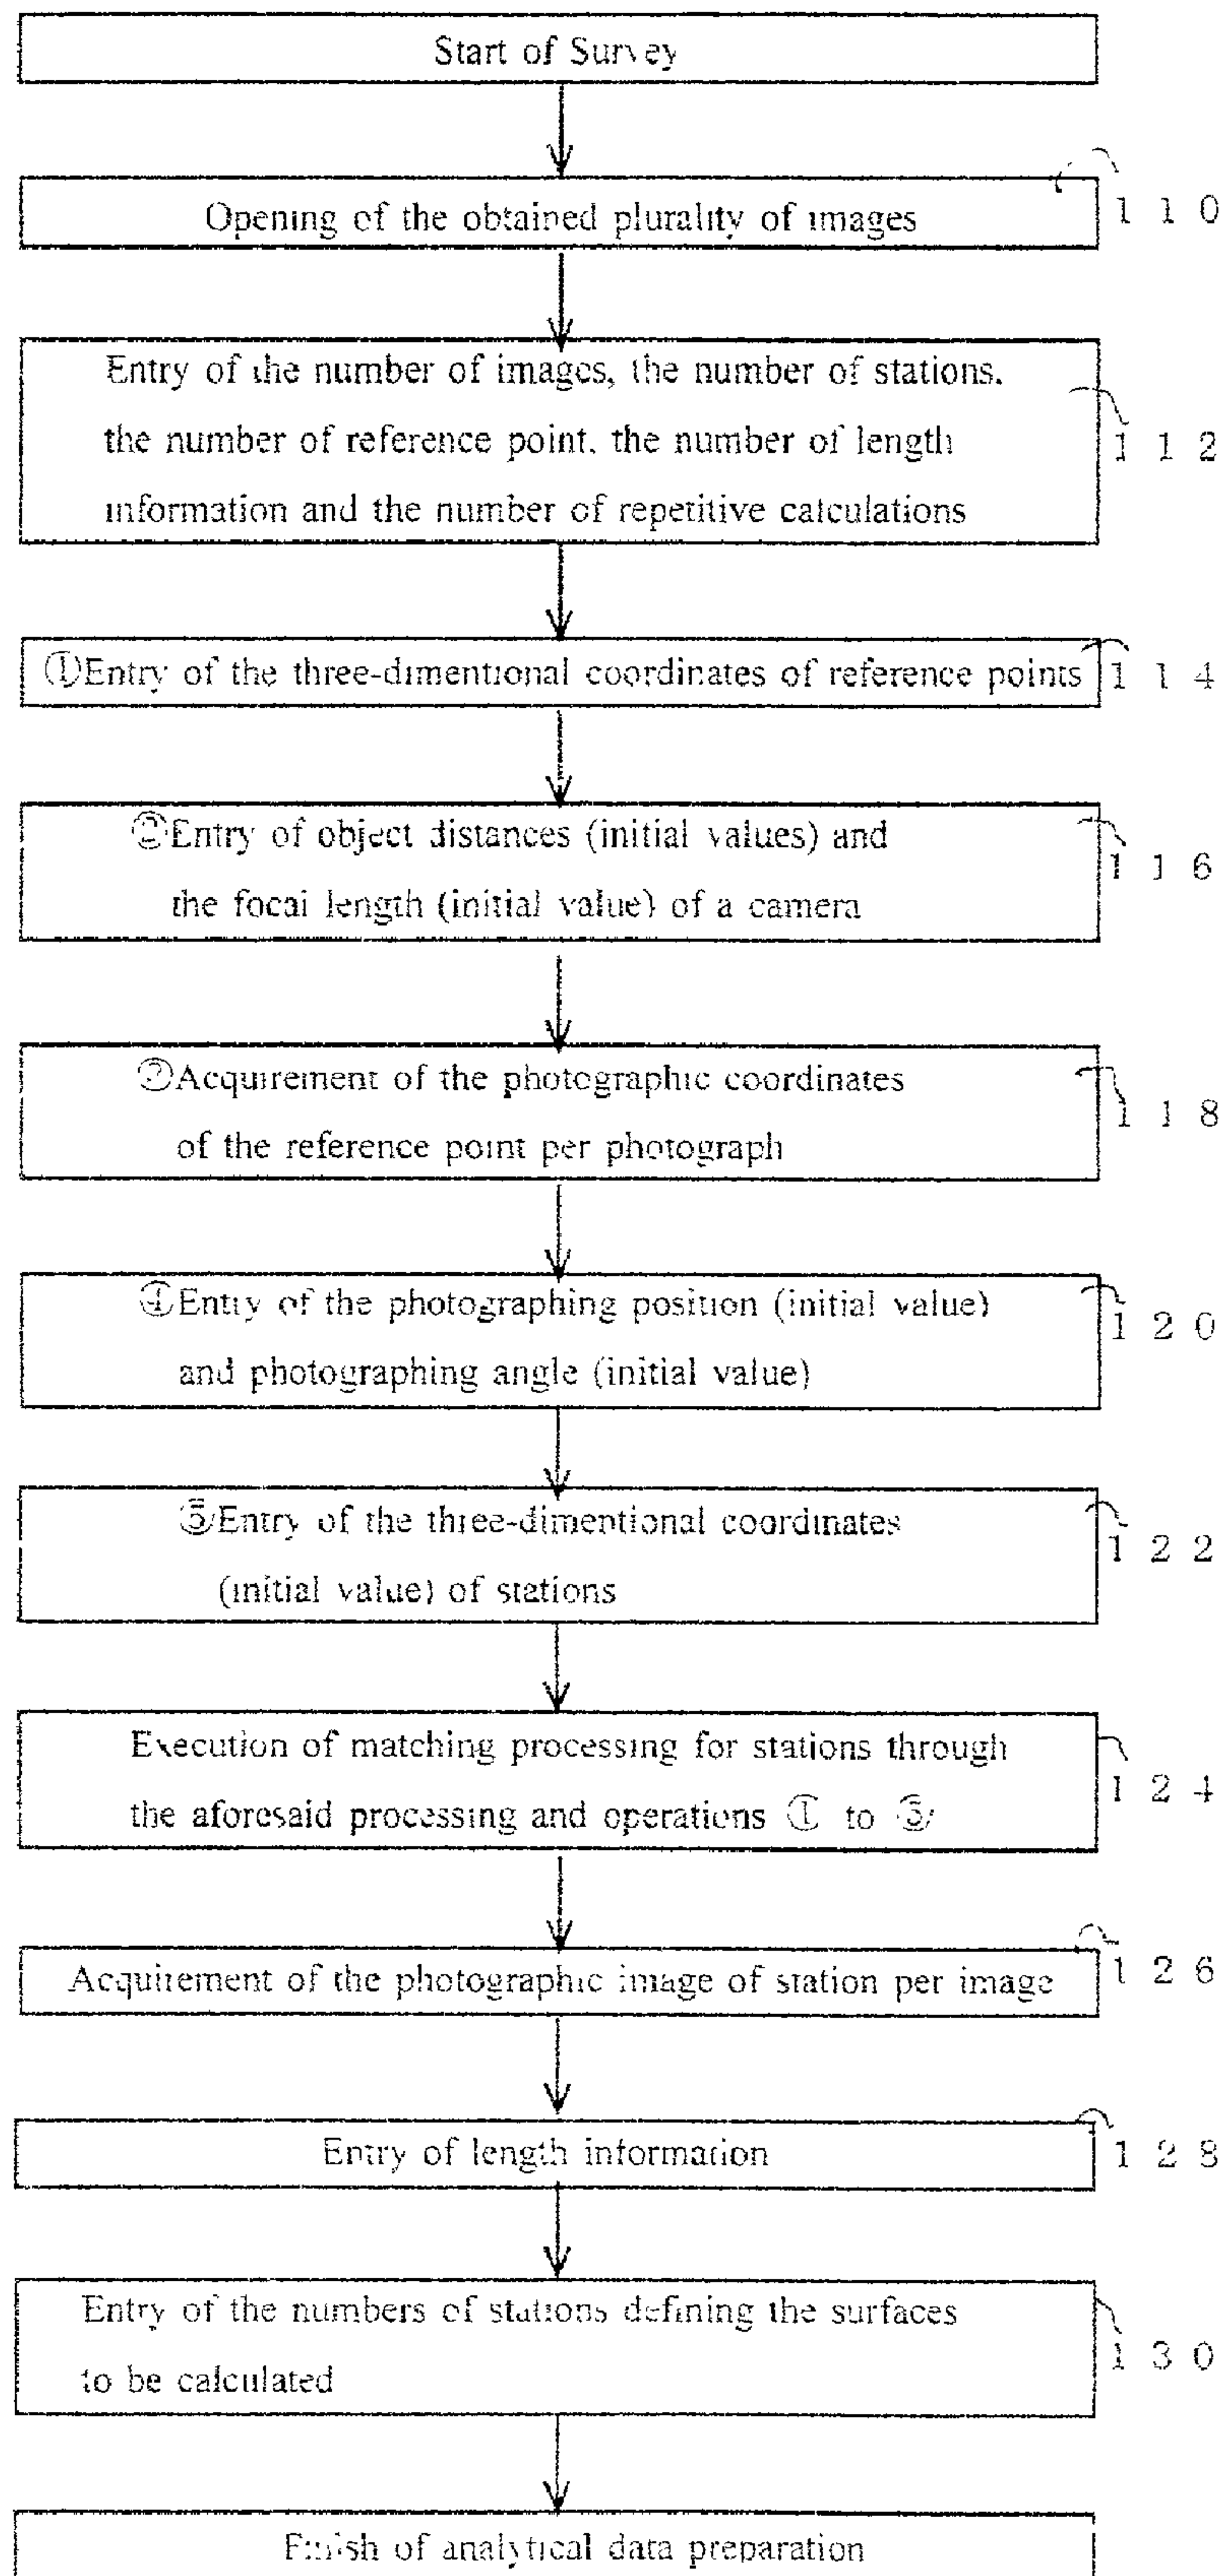 Start of Survey
Opening of the obtained plurality of images
110
Entry of the number of images, the number of stations,
the number of reference point, the number of length
information and the number of repetitive calculations
112
①Entry of the three-dimentional coordinates of reference points
114
②Entry of object distances (initial values) and
the focal length (initial value) of a camera
116
③Acquirement of the photographic coordinates
of the reference point per photograph
118
④Entry of the photographing position (initial value)
and photographing angle (initial value)
120
⑤Entry of the three-dimentional coordinates
(initial value) of stations
122
Execution of matching processing for stations through
the aforesaid processing and operations ① to ⑤
124
Acquirement of the photographic image of station per image
126
Entry of length information
128
Entry of the numbers of stations defining the surfaces
to be calculated
130
Finish of analytical data preparation